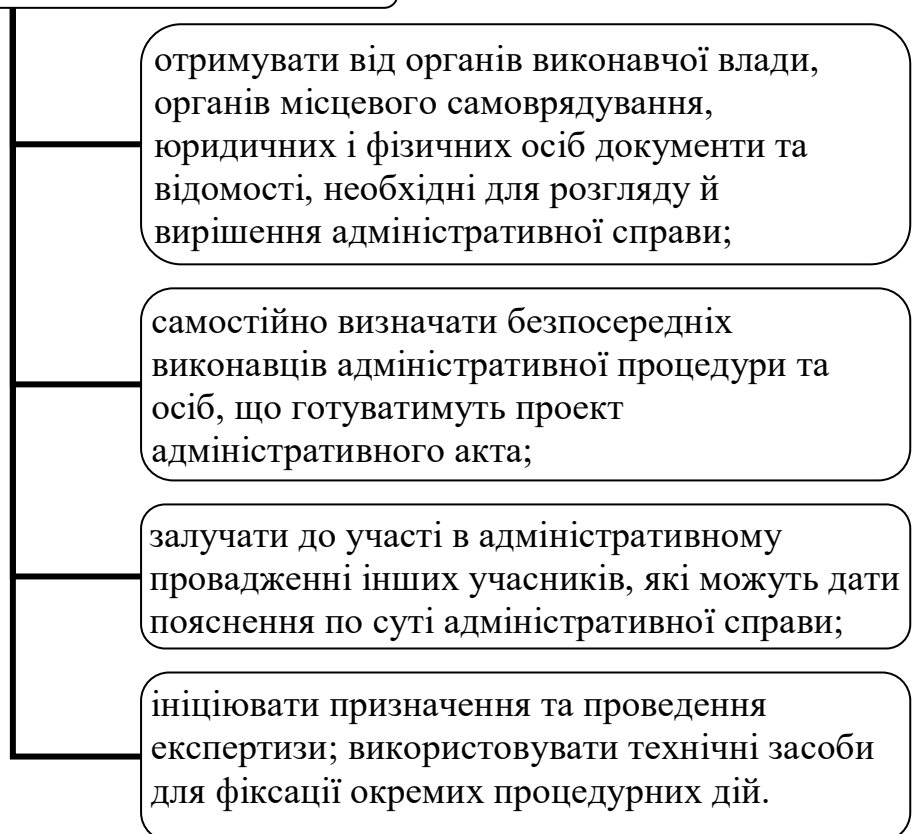 отримувати від органів виконавчої влади,
органів місцевого самоврядування,
юридичних і фізичних осіб документи та
відомості, необхідні для розгляду й
вирішення адміністративної справи;
самостійно визначати безпосередніх
виконавців адміністративної процедури та
осіб, що готуватимуть проект
адміністративного акта;
залучати до участі в адміністративному
провадженні інших учасників, які можуть дати
пояснення по суті адміністративної справи;
ініціювати призначення та проведення
експертизи; використовувати технічні засоби
для фіксації окремих процедурних дій.